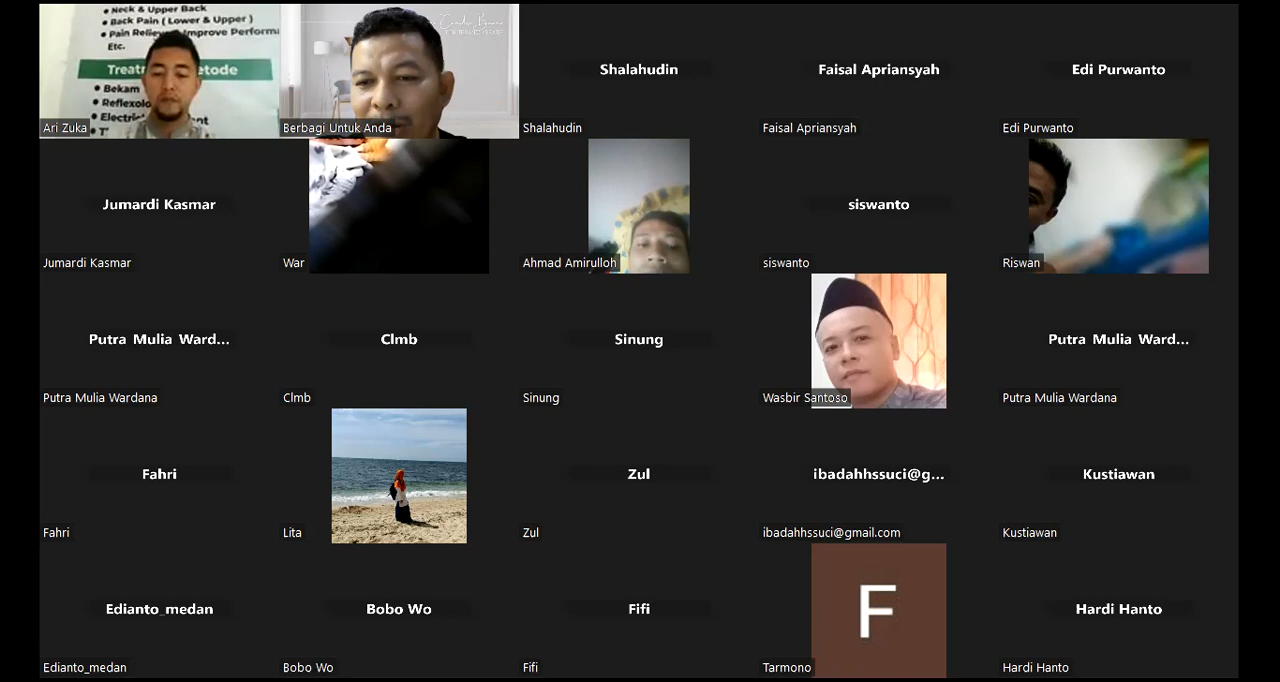 • Neck & Upper Back
• Back Pain ( Lower & Upper )
• Pain Reliever
Improve
Etc.
• Bekam
Ari Zuka
Berbagi Untuk Anda
Shalahudin
Shalahudin
Faisal Apriansyah
Faisal Apriansyah
Edi Purwanto
Edi Purwanto
Jumardi Kasmar
Jumardi Kasmar
War
Ahmad Amirulloh
siswanto
siswanto
Riswan
Putra Mulia Ward...
Putra Mulia Wardana
Clmb
Clmb
Sinung
Sinung
Wasbir Santoso
Putra Mulia Ward...
Putra Mulia Wardana
Fahri
Fahri
Lita
Zul
Zul
ibadahhssuci@g...
ibadahhssuci@gmail.com
Kustiawan
Kustiawan
Edianto_medan
Edianto_medan
Bobo Wo
Bobo Wo
Fifi
Fifi
F
Tarmono
Hardi Hanto
Hardi Hanto